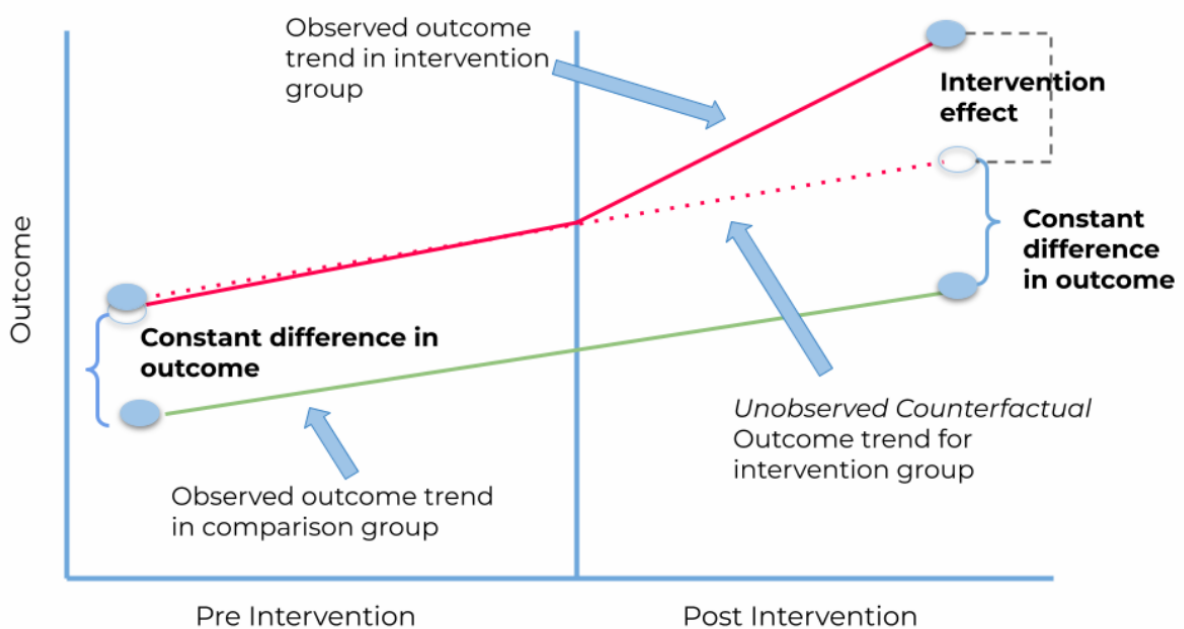 Observed outcome
trend in intervention
group
Intervention
effect
Constant
difference
in outcome
Outcome
Constant difference in
outcome
Unobserved Counterfactual
Outcome trend for
intervention group
Observed outcome trend
in comparison group
Pre Intervention
Post Intervention